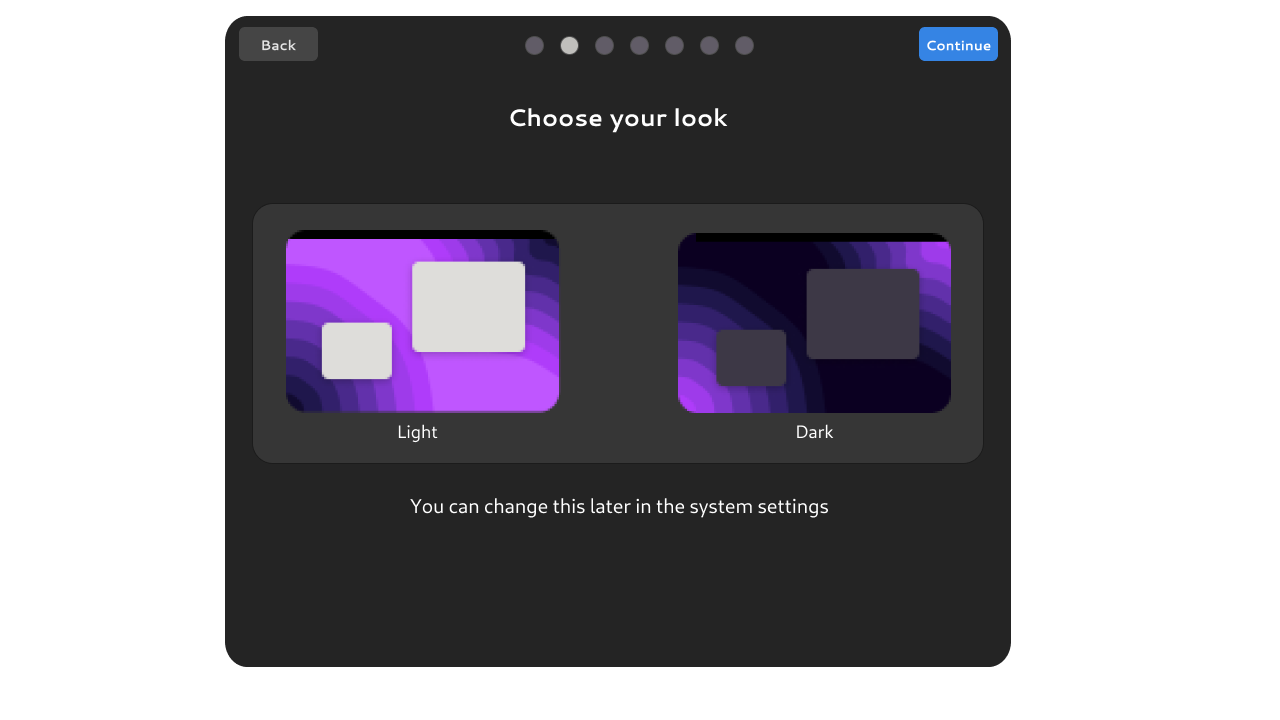 Back
Continue
Choose your look
Light
Dark
You can change this later in the system settings